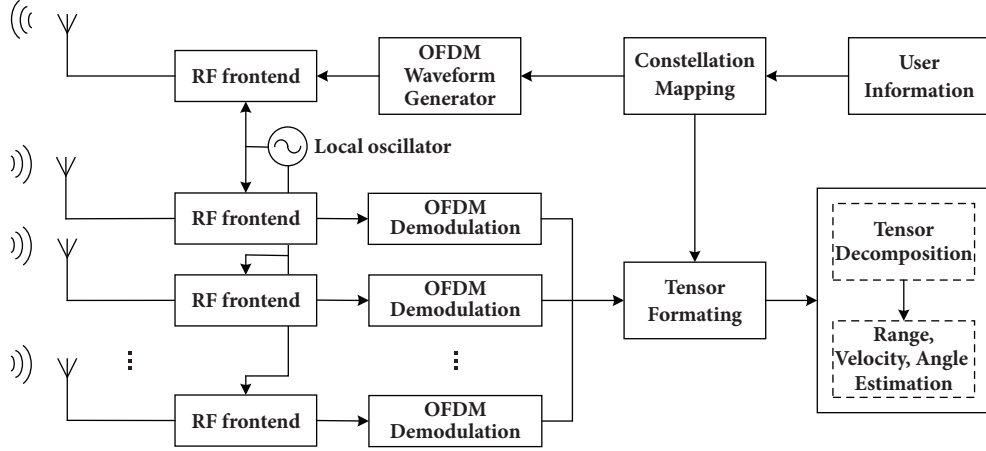 RF frontend
OFDM
Waveform
Generator
Constellation
Mapping
User
Information
Local oscillator
RF frontend
OFDM
Demodulation
RF frontend
OFDM
Demodulation
Tensor
Formating
Tensor
Decomposition
Range,
Velocity, Angle
Estimation
RF frontend
OFDM
Demodulation